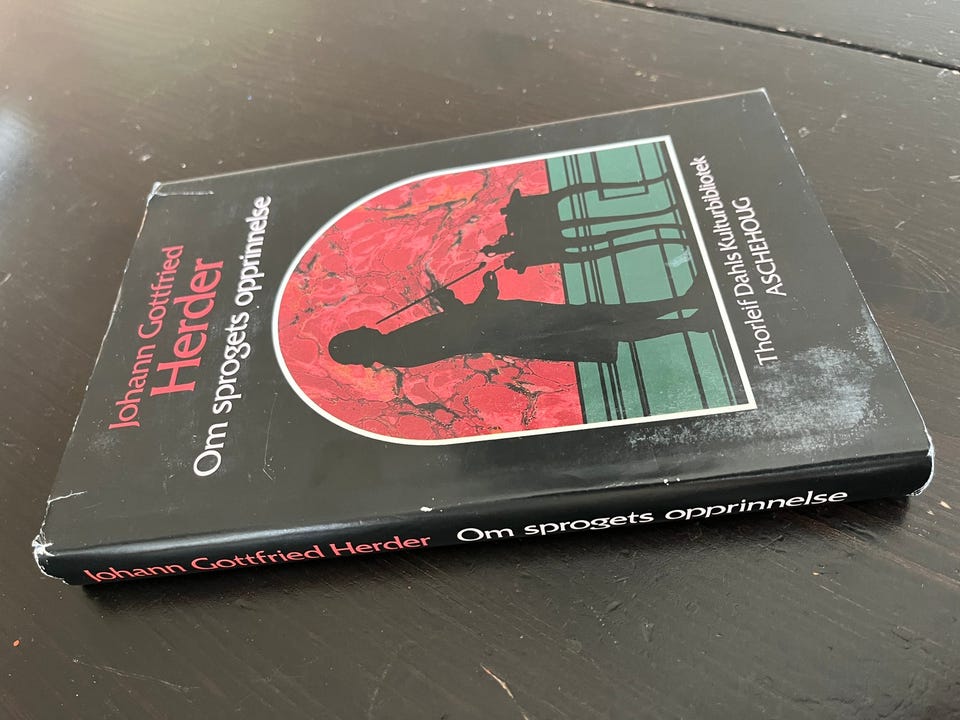 Johann Gottfried
Herder
Om sprogets opprinnelse
Thorleif Dahls Kulturbibliotek
ASCHEHOUG
Johann Gottfried Herder Om sprogets opprinnelse